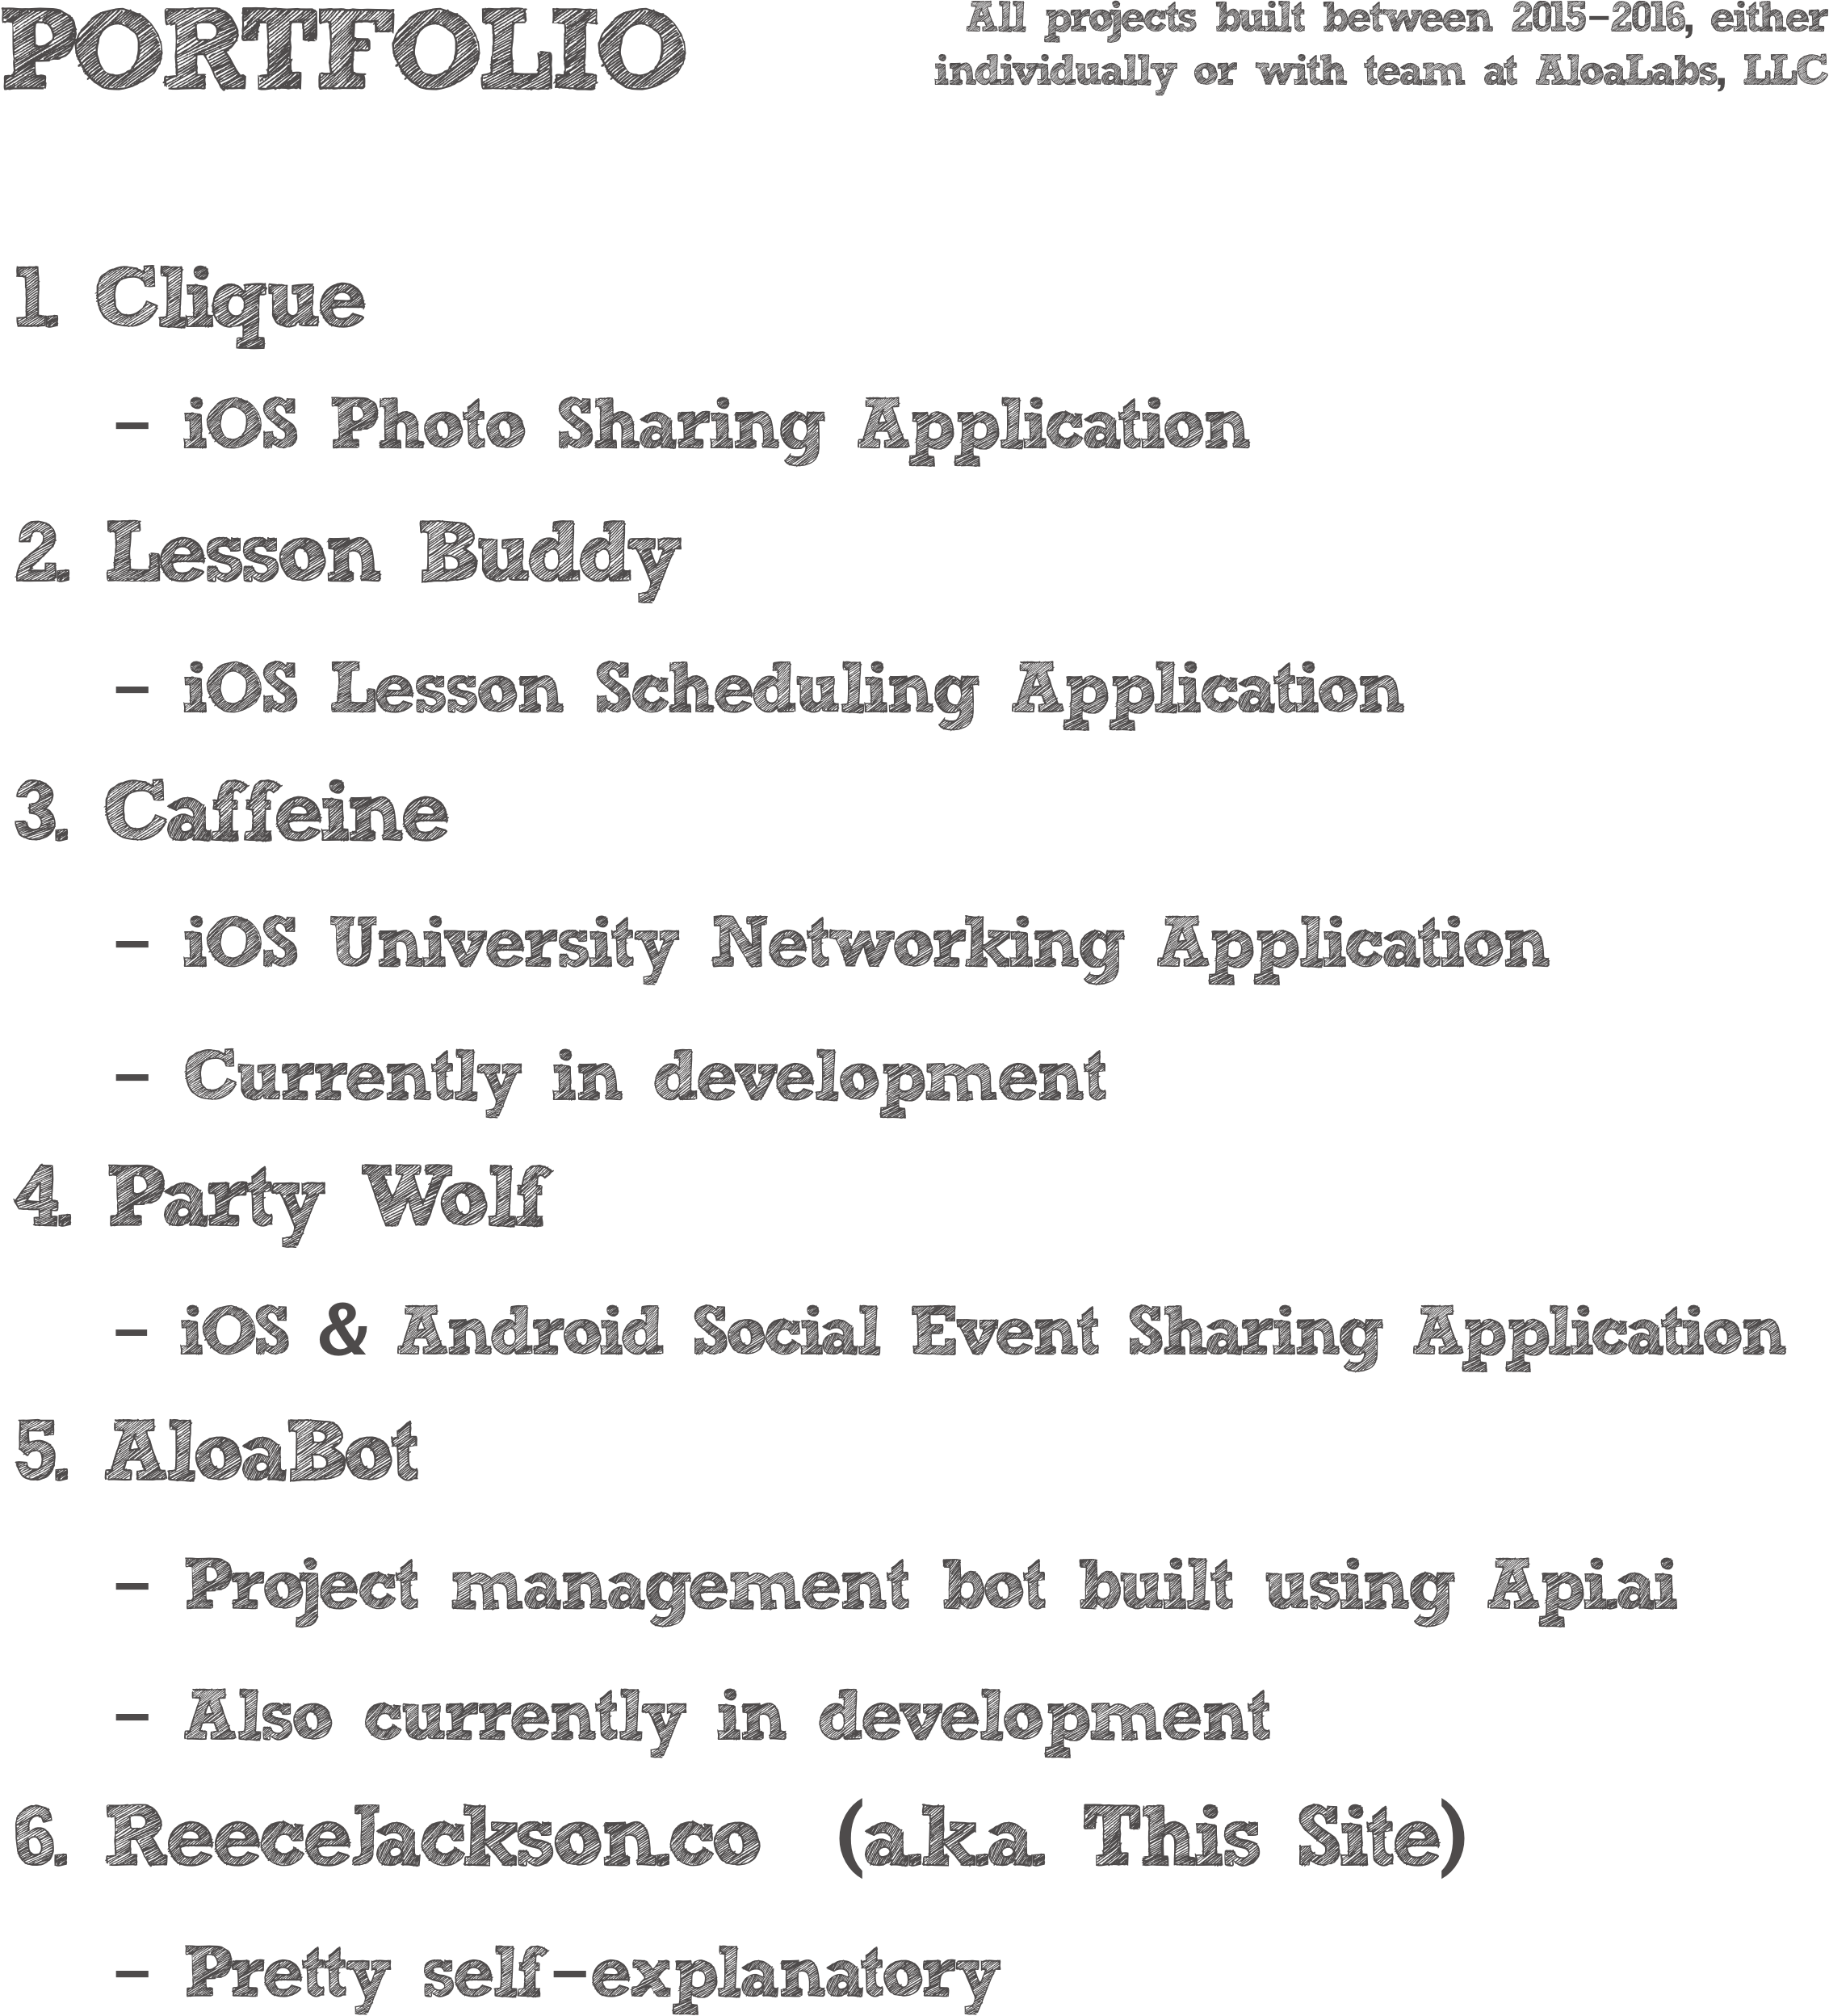 PORTFOLIO
All projects built between 2015-2016, either
individually or with team at AloaLabs, LLC
1. Clique
- iOS Photo Sharing Application
2. Lesson Buddy
- iOS Lesson Scheduling Application
3. Caffeine
- iOS University Networking Application
- Currently in development
4. Party Wolf
- iOS & Android Social Event Sharing Application
5. AloaBot
- Project management bot built using Api.ai
- Also currently in development
6. ReeceJackson.co (a.k.a. This Site)
- Pretty self-explanatory